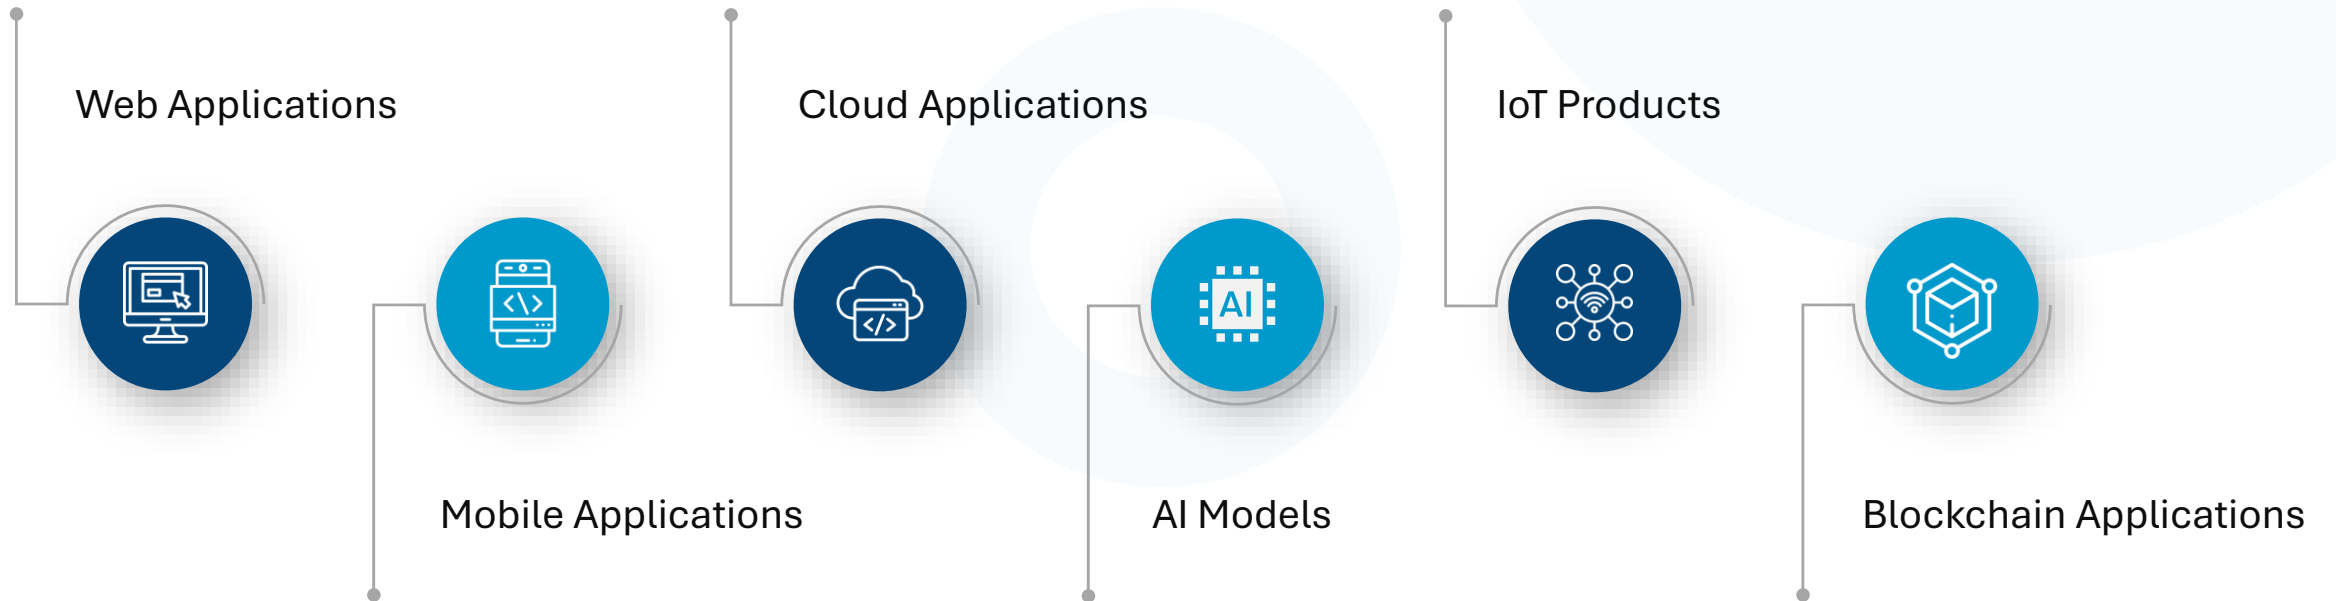 Web Applications
Mobile Applications
Cloud Applications
</>
AI Models
AI
IoT Products
Blockchain Applications
<\>